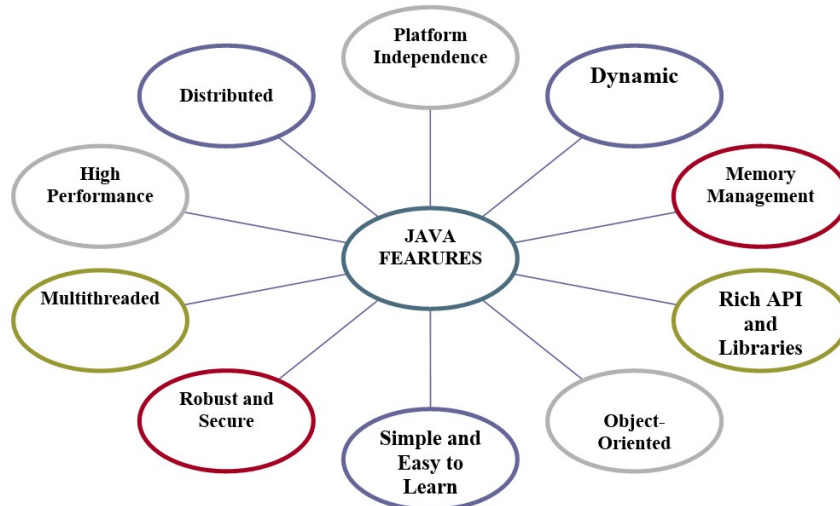 Platform
Independence
Dynamic
Memory
Management
Rich API
and
Libraries
Object-
Oriented
Simple and
Easy to
Learn
Robust and
Secure
Multithreaded
High
Performance
Distributed
JAVA
FEARURES